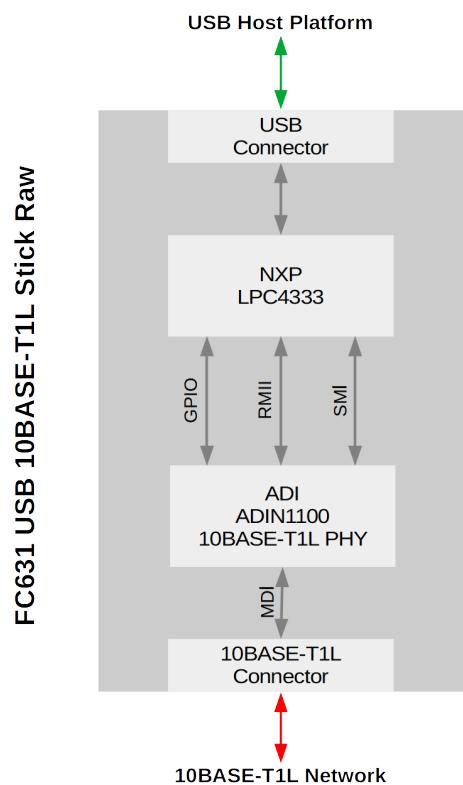 USB Host Platform
USB
Connector
FC631 USB 10BASE-T1L Stick Raw
NXP
LPC4333
GPIO
RMII
SMI
ADI
ADIN1100
10BASE-T1L PHY
MDI
10BASE-T1L
Connector
10BASE-T1L Network